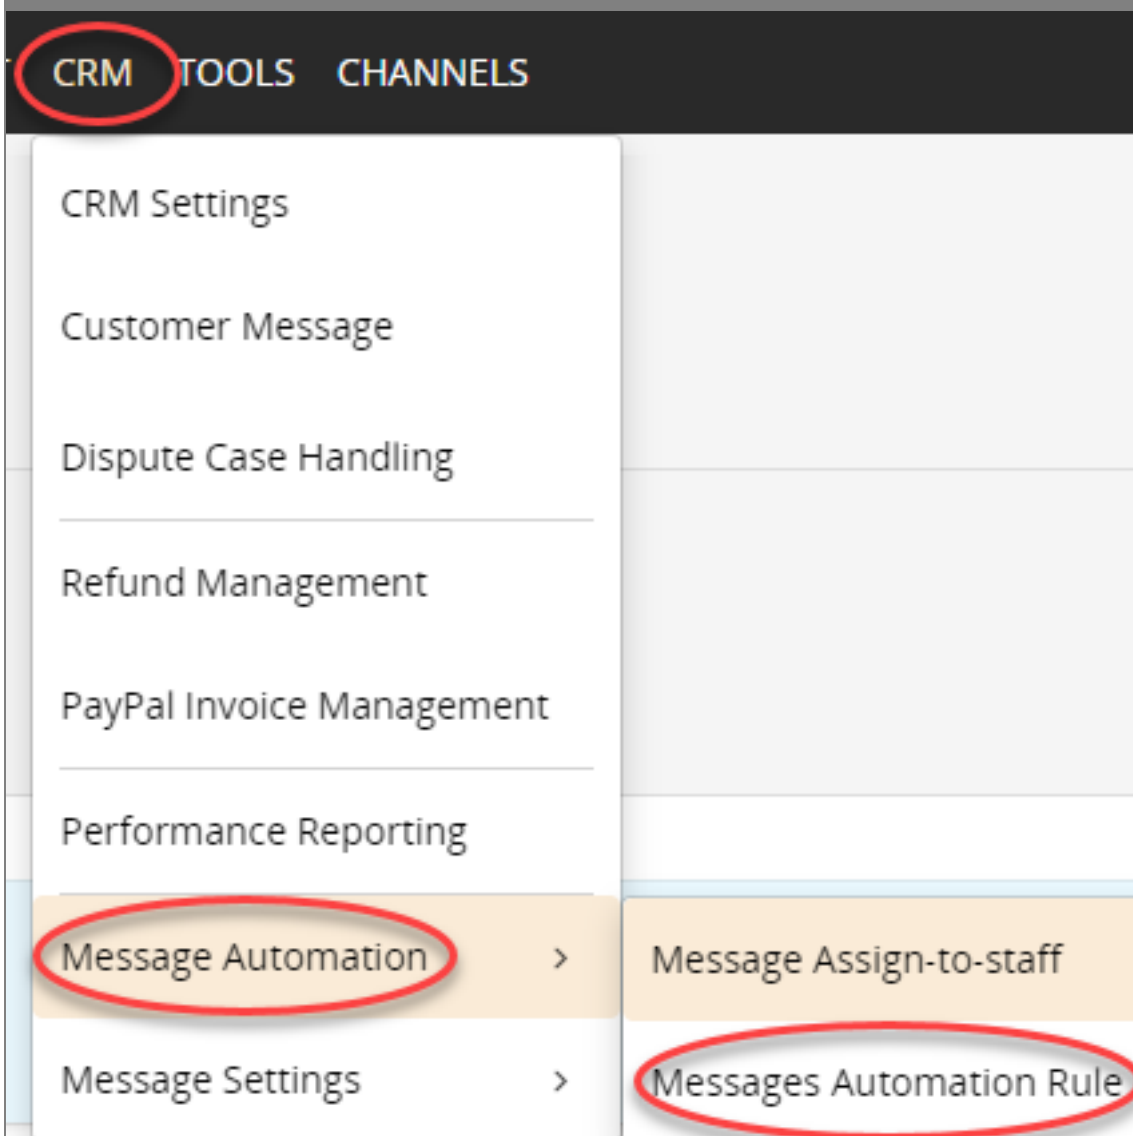 CRM TOOLS CHANNELS
CRM Settings
Customer Message
Dispute Case Handling
Refund Management
PayPal Invoice Management
Performance Reporting
Message Automation > Message Assign-to-staff
Message Settings > Messages Automation Rule